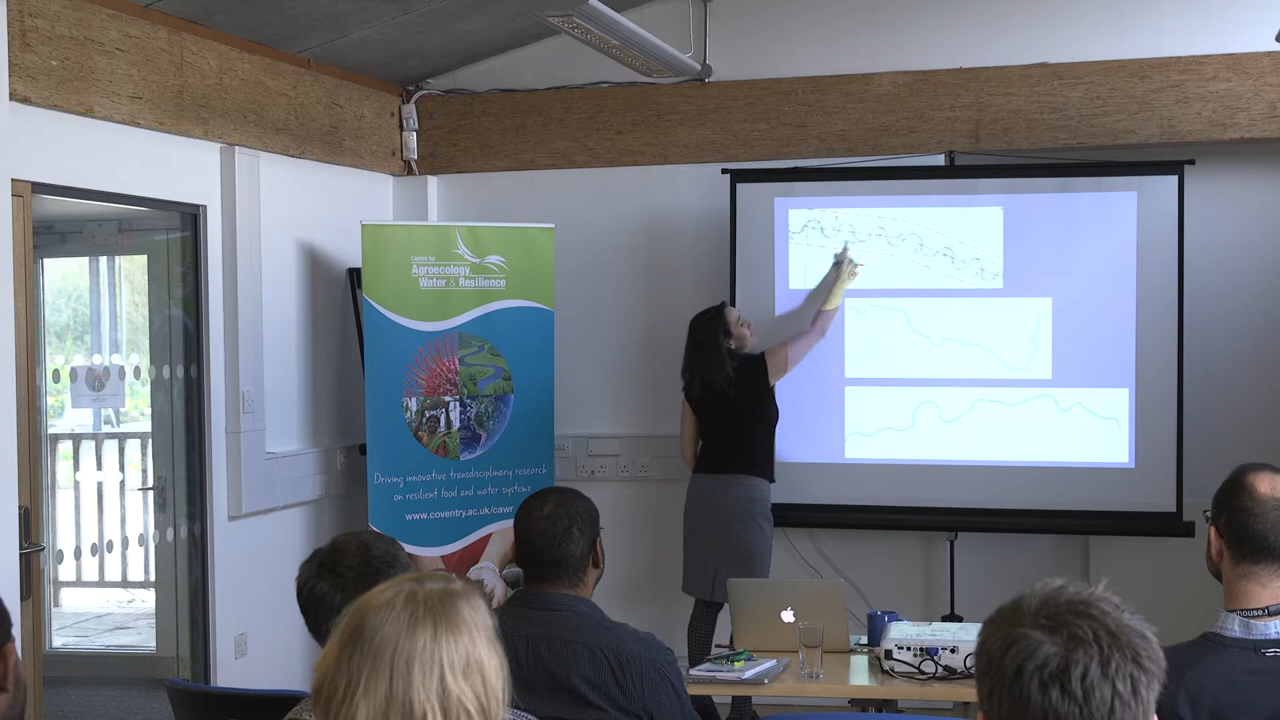 Centre for
Agroecology,
Water & Resilience
Driving innovative transdisciplinary research
on resilient food and water systems
www.coventry.ac.uk/cawr